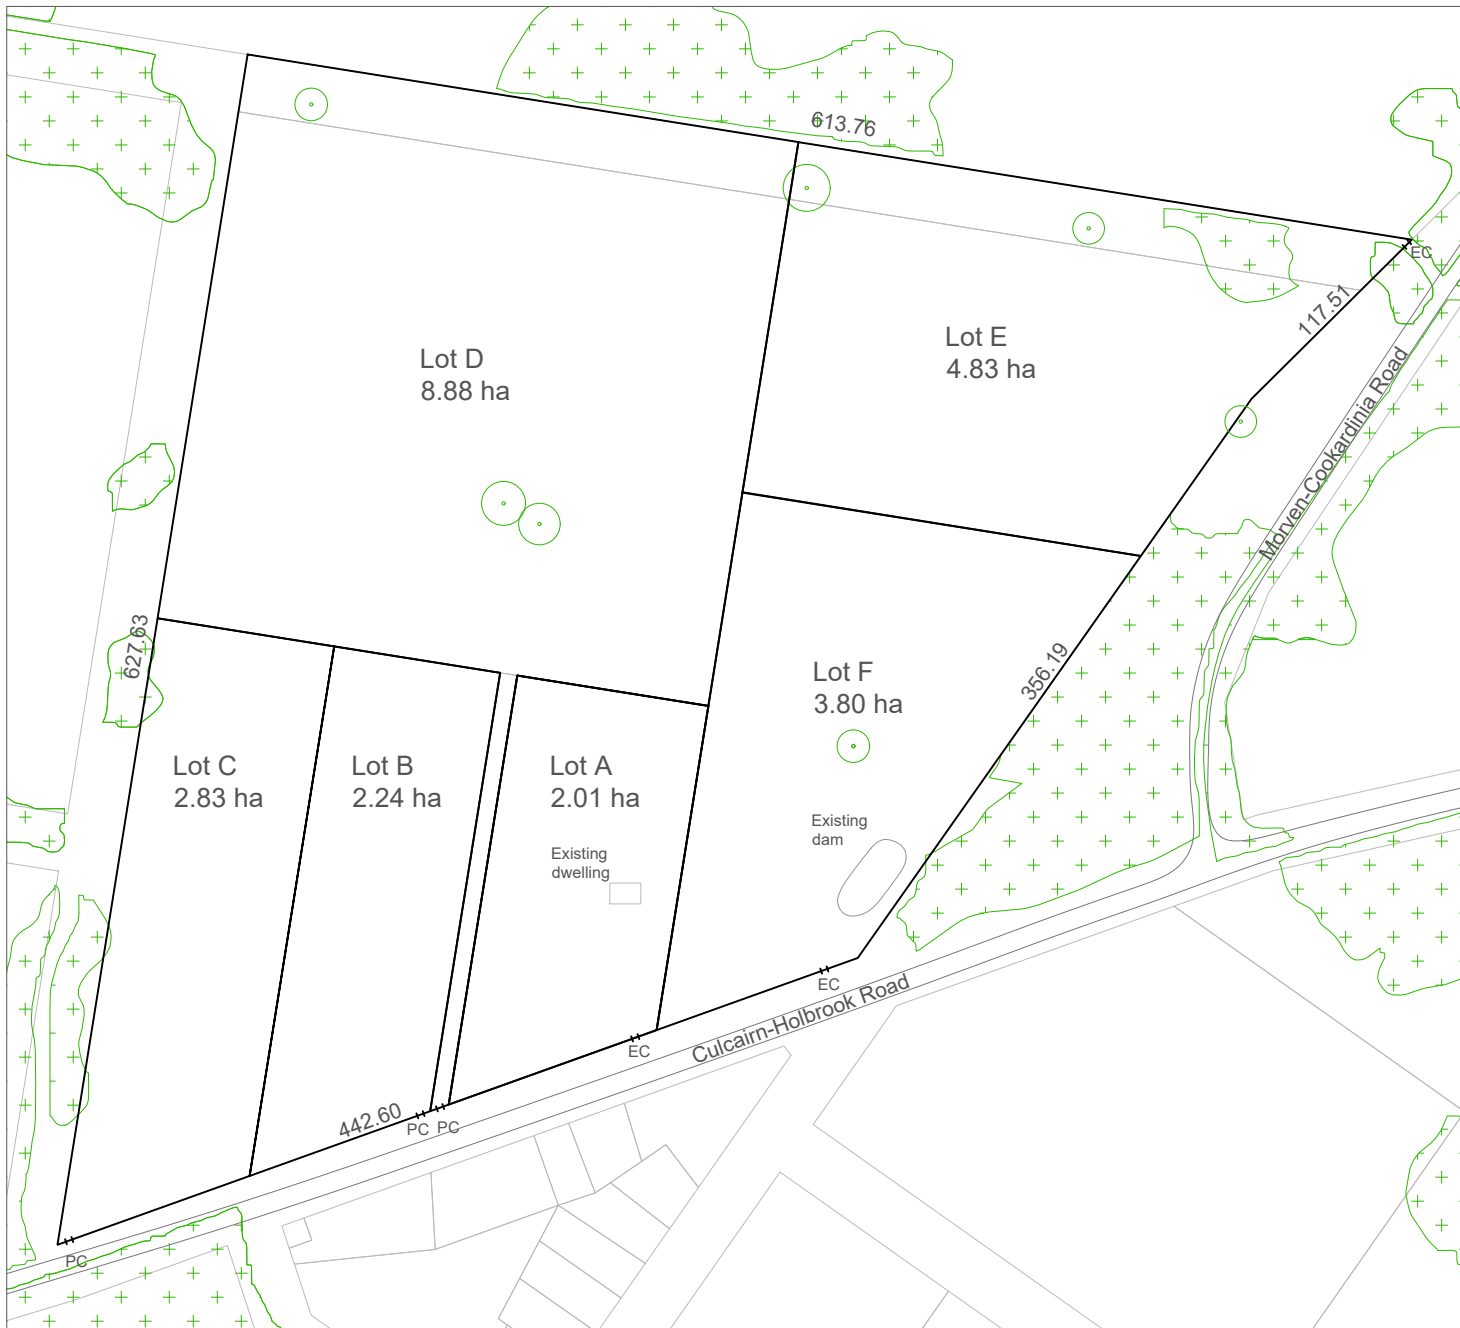 613.76
EC
117.51
Lot E
4.83 ha
Lot D
8.88 ha
Morven-Cookardinia Road
627.63
356.19
Lot F
3.80 ha
Lot C
2.83 ha
Lot B
2.24 ha
Lot A
2.01 ha
Existing
dam
Existing
dwelling
EC
Culcairn-Holbrook Road
EC
442.60
PC PC
PC